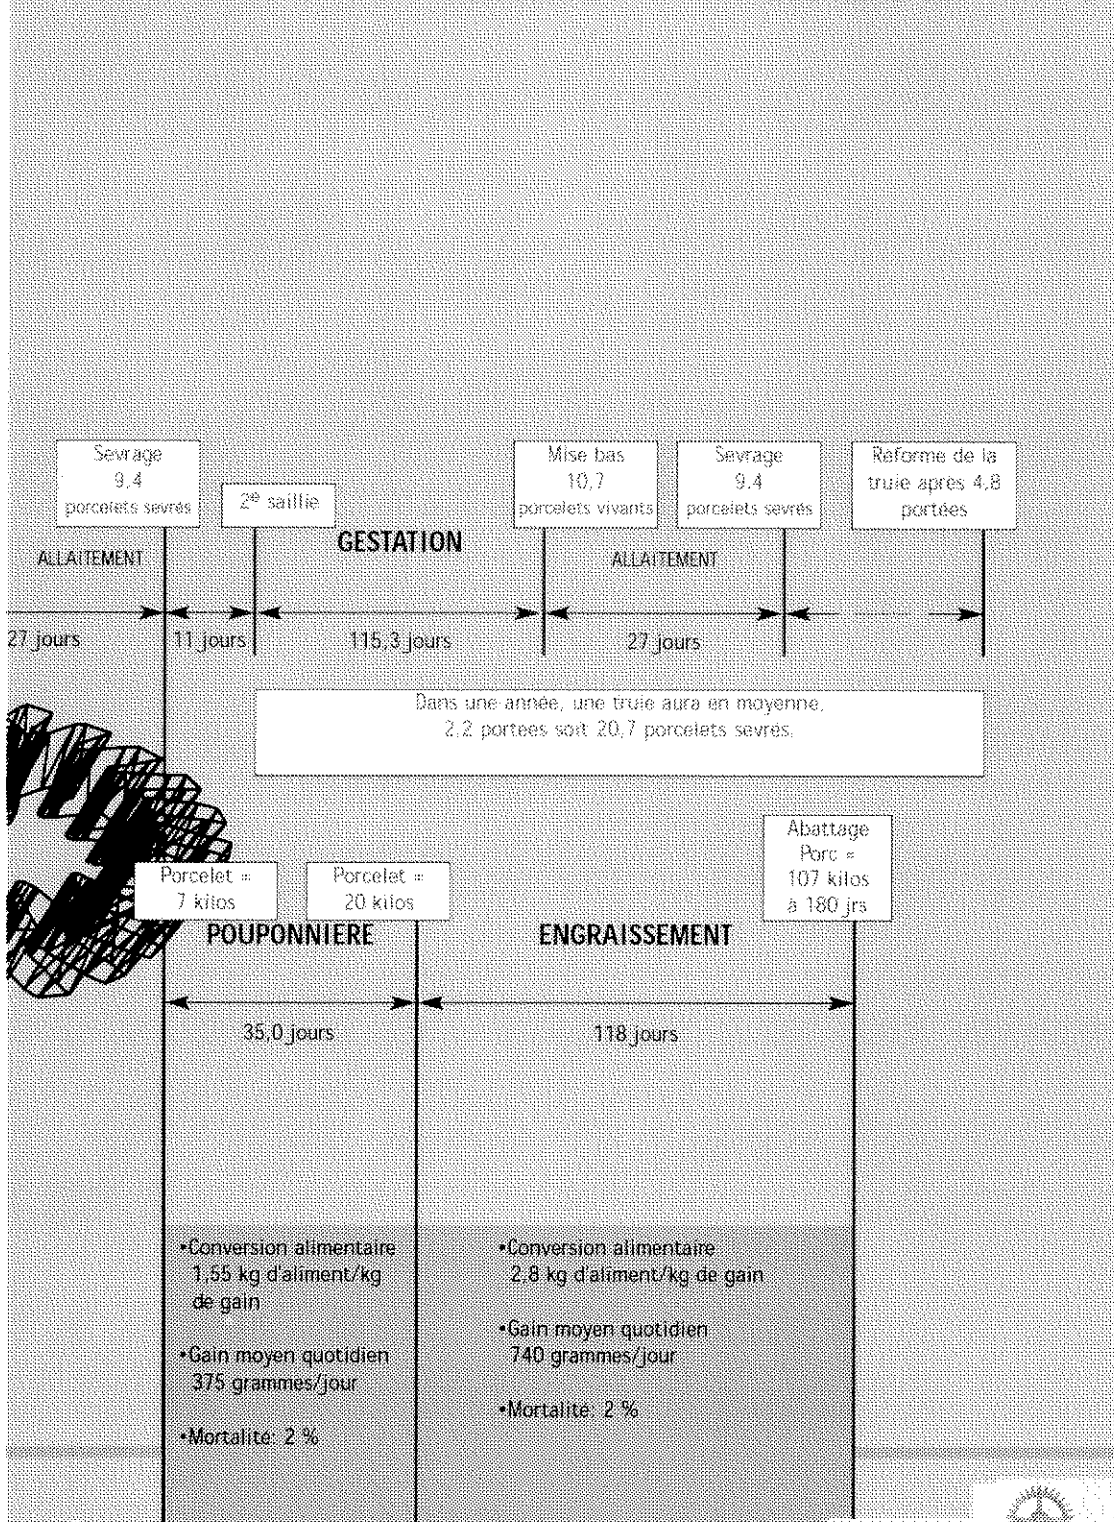 Sevrage
9,4
porcelets sevrés
2e saillie
Mise bas
10,7
porcelets vivants
Sevrage
9,4
porcelets sevrés
Réforme de la
truie après 4,8
portées
ALLAITEMENT
GESTATION
ALLAITEMENT
27 jours
11 jours
115,3 jours
27 jours
Dans une année, une truie aura en moyenne,
2,2 portées soit 20,7 porcelets sevrés.
Porcelet =
7 kilos
Porcelet =
20 kilos
Abattage
Porc =
107 kilos
à 180 jrs
POUPONNIERE
ENGRAISSEMENT
35,0 jours
118 jours
•Conversion alimentaire
1,55 kg d'aliment/kg
de gain
•Gain moyen quotidien
375 grammes/jour
•Mortalité: 2 %
•Conversion alimentaire
2,8 kg d'aliment/kg de gain
•Gain moyen quotidien
740 grammes/jour
•Mortalité: 2 %